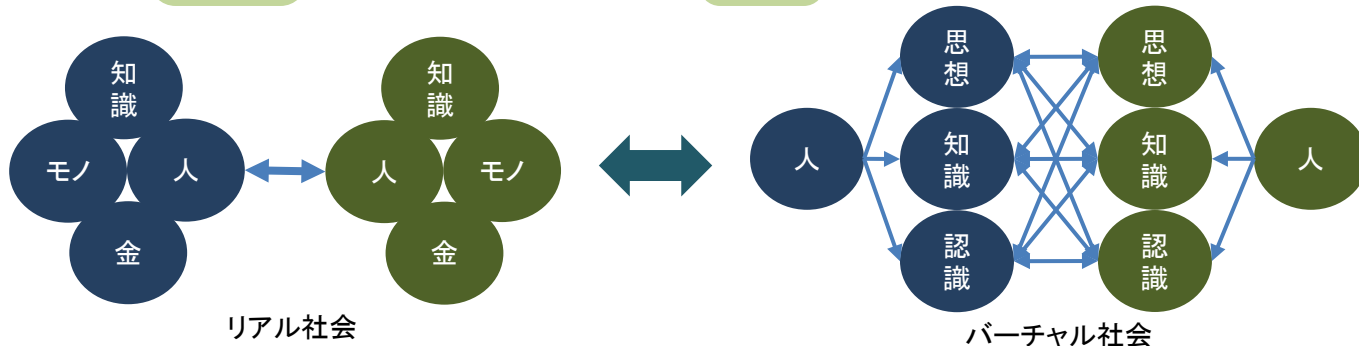 知
識
モノ
人
金
知
識
人
モノ
金
リアル社会
人
思
想
知
識
認
識
思
想
知
識
認
識
人
バーチャル社会